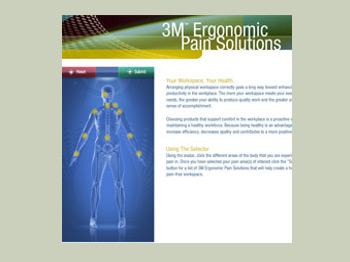 3M™ Ergonomic
Pain Solutions
Reset
Submit
Your Workspace. Your Health.
Arranging your physical workspace correctly goes a long way toward
productivity in the workplace. The more your workspace meets your
needs, the greater your ability to produce quality work and the greater
sense of accomplishment.
Choosing products that support comfort in the workplace is a proactive
maintaining a healthy workforce. Because being healthy is an advantage
increase efficiency, decreases apathy and contributes to a more positive
Using The Selector
Using the avatar, click the different areas of the body that you are
pain in. Once you have selected your pain area(s) of interest click the
button for a list of 3M Ergonomic Pain Solutions that will help create a
pain-free workspace.